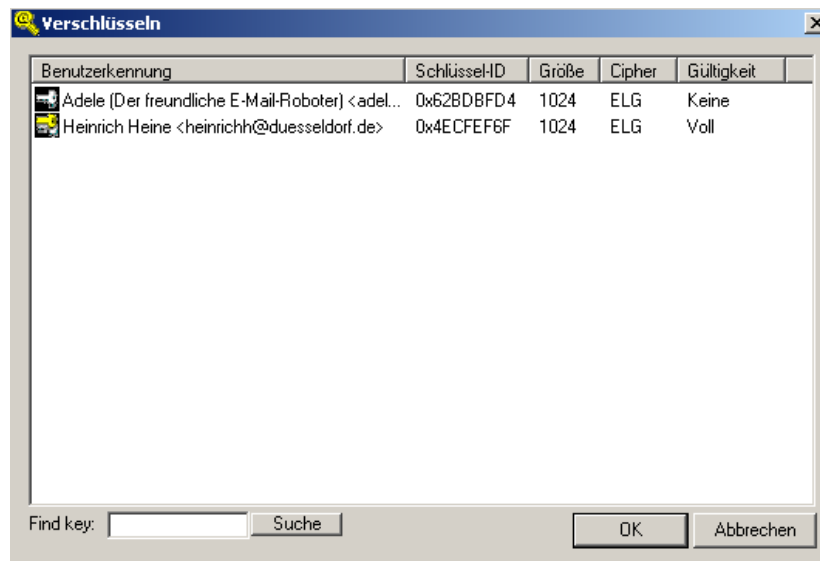 Verschlüsseln
Benutzerkennung Schlüssel-ID Größe Cipher Gültigkeit
Adele (Der freundliche E-Mail-Roboter) <adel... 0x62BDBFD4 1024 ELG Keine
Heinrich Heine <heinrichh@duesseldorf.de> 0x4ECFEF6F 1024 ELG Voll
Find key: Suche OK Abbrechen